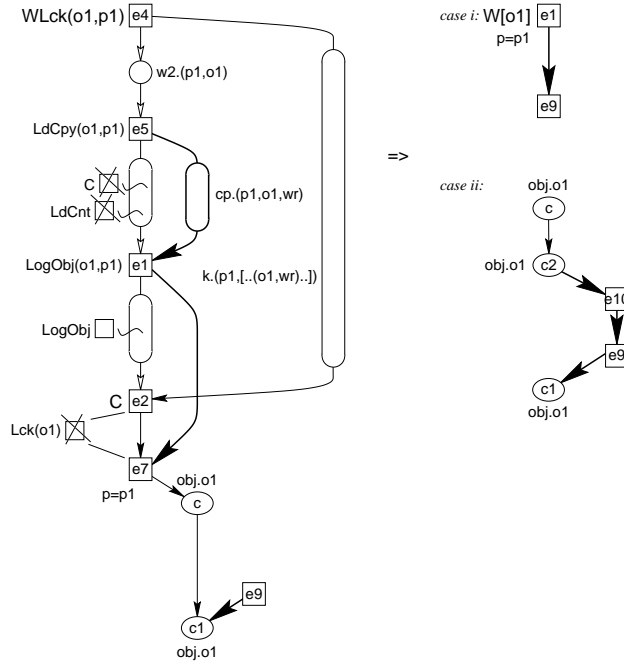 WLck(o1,p1) e4
w2.(p1,o1)
LdCpy(o1,p1) e5
C
cp.(p1,o1,wr)
LdCnt
LogObj(o1,p1) e1
k.(p1,[..(o1,wr)..])
LogObj
C e2
Lck(o1)
e7
p=p1
obj.o1
c
e9
c1
obj.o1
=>
case i: W[o1] e1
p=p1
e9
case ii:
obj.o1
c
obj.o1 c2
e10
e9
c1
obj.o1